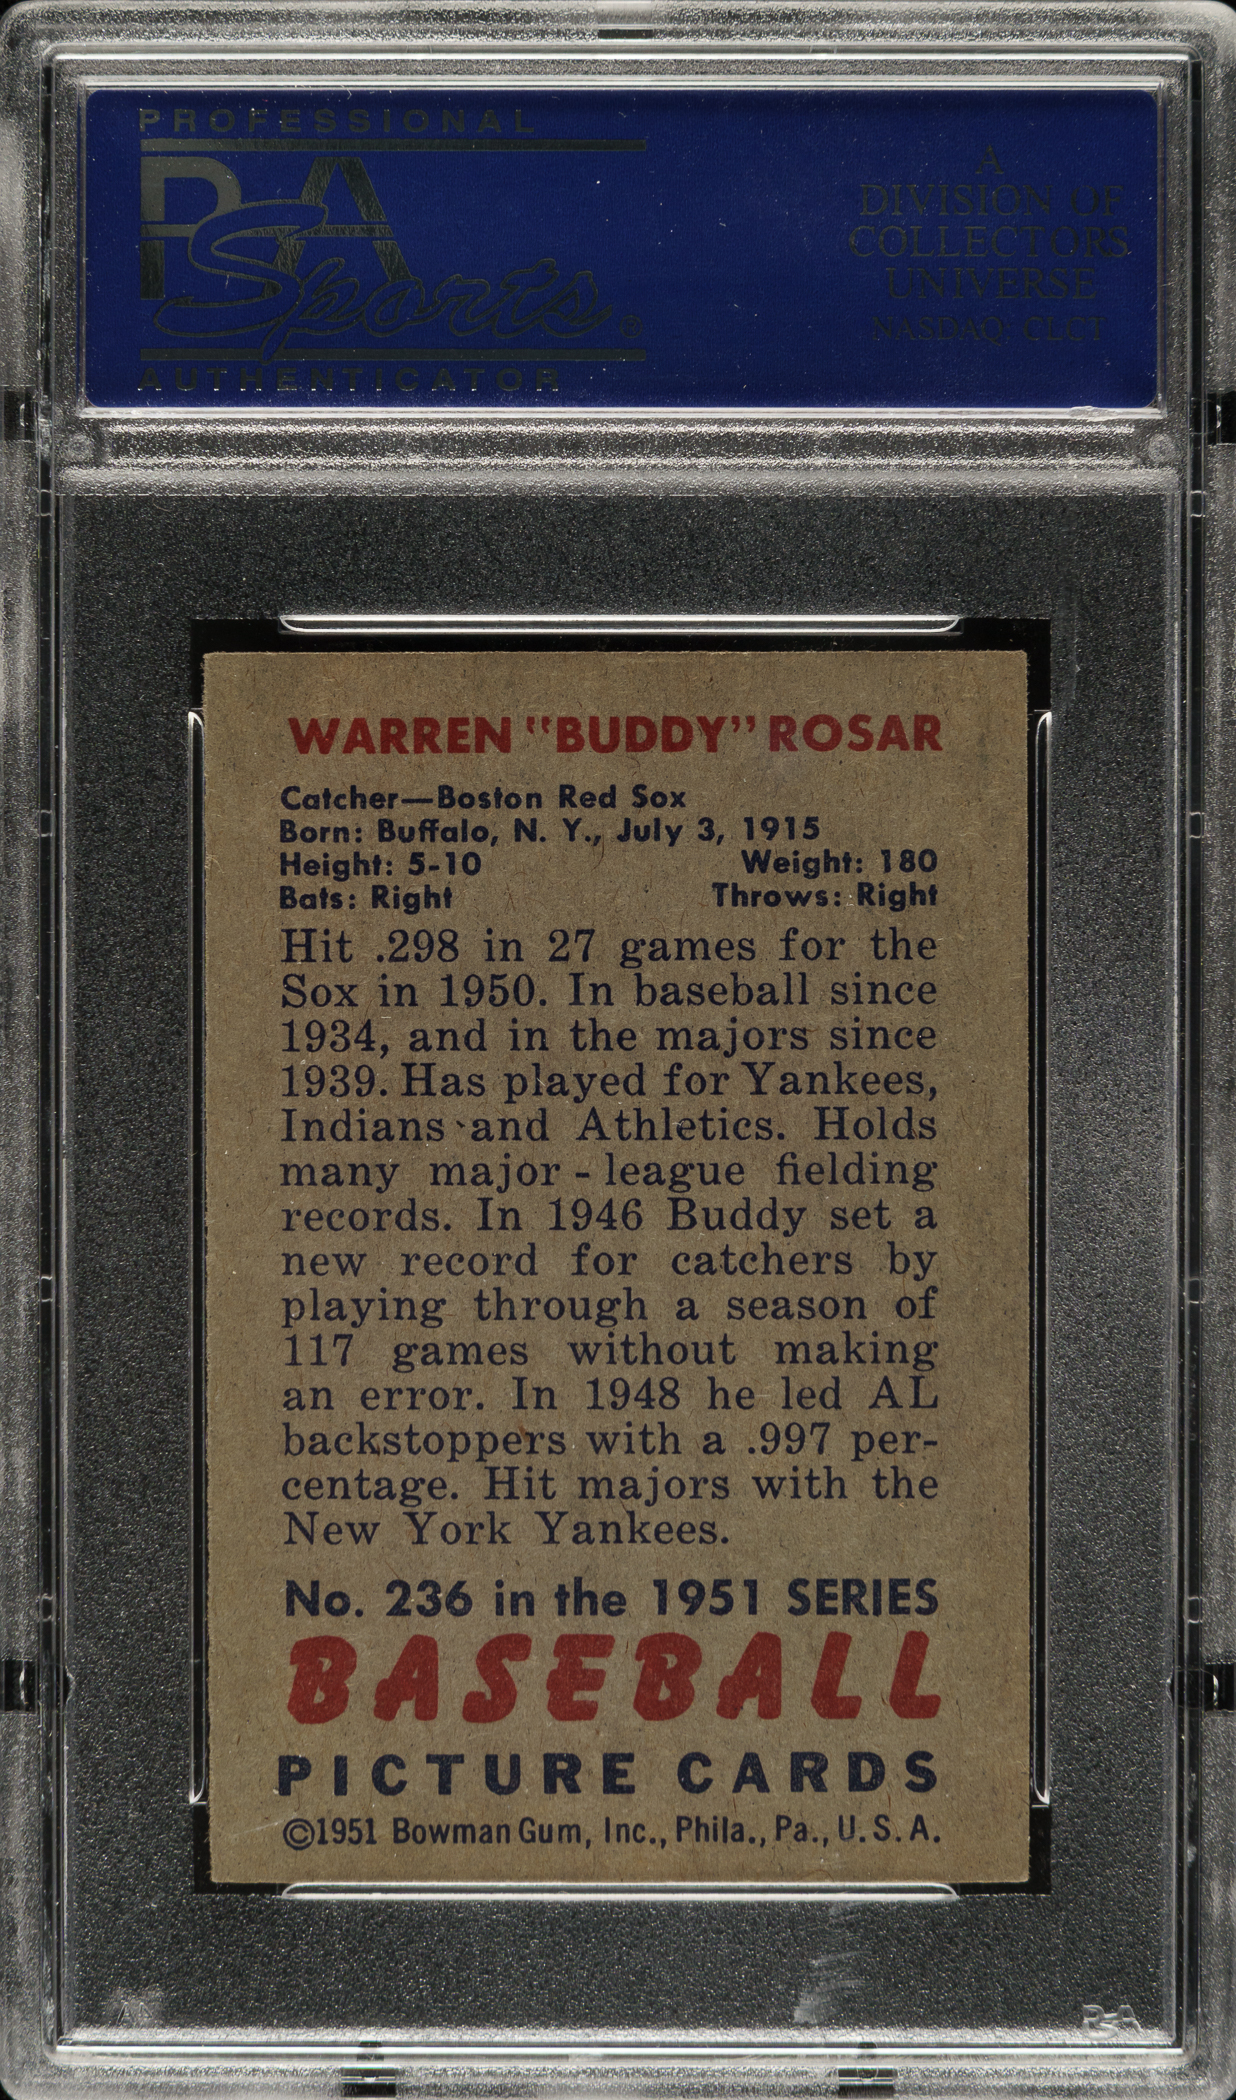 PROFESSIONAL
PSA
Sports®
AUTHENTICATOR
A
DIVISION OF
COLLECTORS
UNIVERSE
NASDAQ: CLCT
WARREN "BUDDY" ROSAR
Catcher—Boston Red Sox
Born: Buffalo, N. Y., July 3, 1915
Height: 5-10 Weight: 180
Bats: Right Throws: Right
Hit .298 in 27 games for the
Sox in 1950. In baseball since
1934, and in the majors since
1939. Has played for Yankees,
Indians and Athletics. Holds
many major - league fielding
records. In 1946 Buddy set a
new record for catchers by
playing through a season of
117 games without making
an error. In 1948 he led AL
backstoppers with a .997 per-
centage. Hit majors with the
New York Yankees.
No. 236 in the 1951 SERIES
BASEBALL
PICTURE CARDS
©1951 Bowman Gum, Inc., Phila., Pa., U. S. A.
PSA